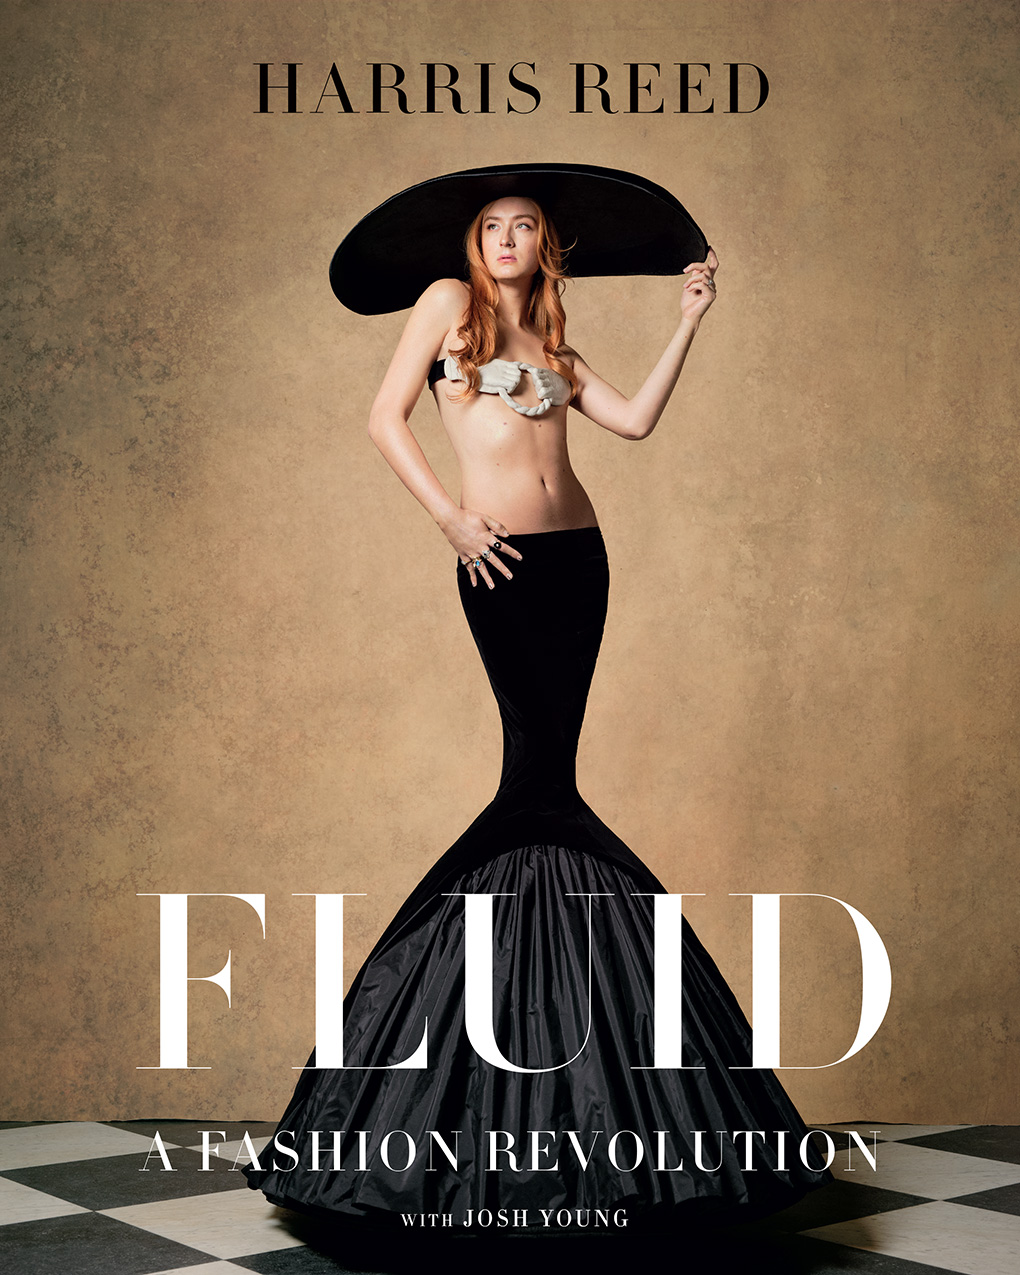 HARRIS REED
FLUID
A FASHION REVOLUTION
WITH JOSH YOUNG